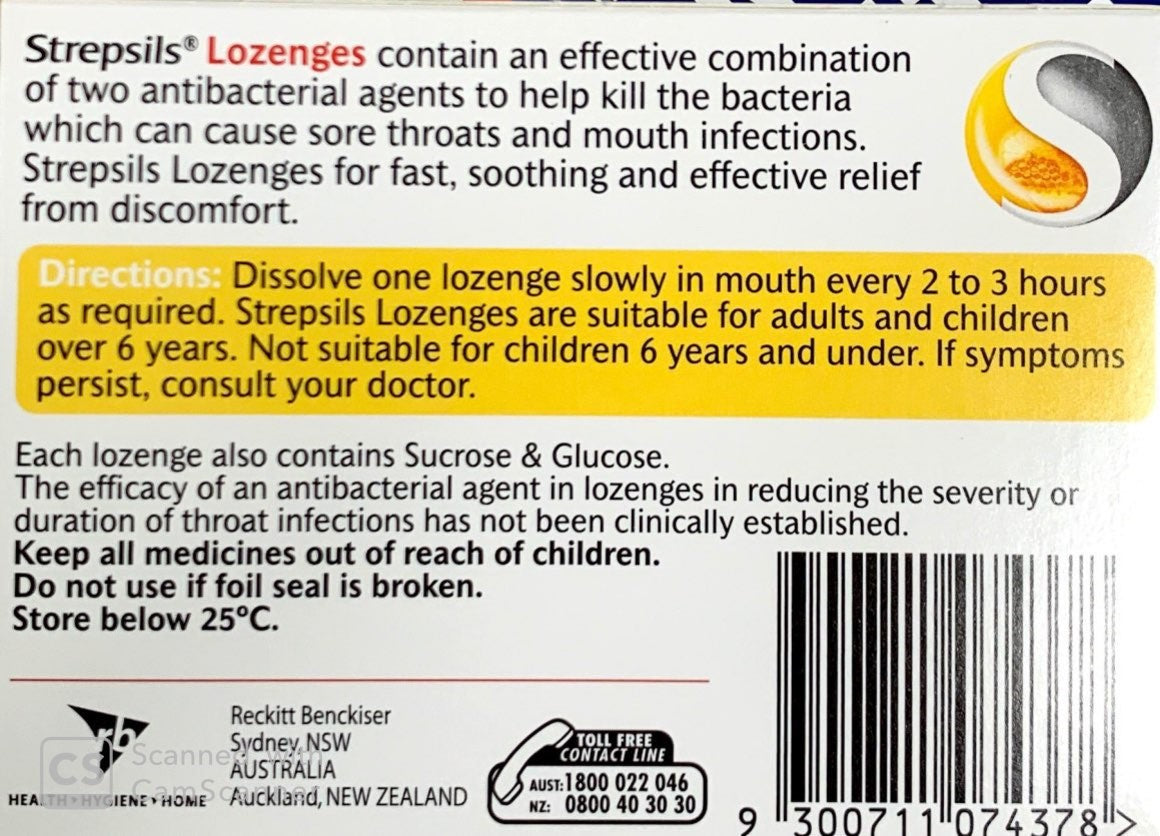 Strepsils® Lozenges contain an effective combination
of two antibacterial agents to help kill the bacteria
which can cause sore throats and mouth infections.
Strepsils Lozenges for fast, soothing and effective relief
from discomfort.
Directions: Dissolve one lozenge slowly in mouth every 2 to 3 hours
as required. Strepsils Lozenges are suitable for adults and children
over 6 years. Not suitable for children 6 years and under. If symptoms
persist, consult your doctor.
Each lozenge also contains Sucrose & Glucose.
The efficacy of an antibacterial agent in lozenges in reducing the severity or
duration of throat infections has not been clinically established.
Keep all medicines out of reach of children.
Do not use if foil seal is broken.
Store below 25°C.
rb
HEALTH › HYGIENE › HOME
Reckitt Benckiser
Sydney, NSW
AUSTRALIA
Auckland, NEW ZEALAND
TOLL FREE
CONTACT LINE
AUST: 1800 022 046
NZ: 0800 40 30 30
9 300711 074378 >
CS
Scanned with
CamScanner